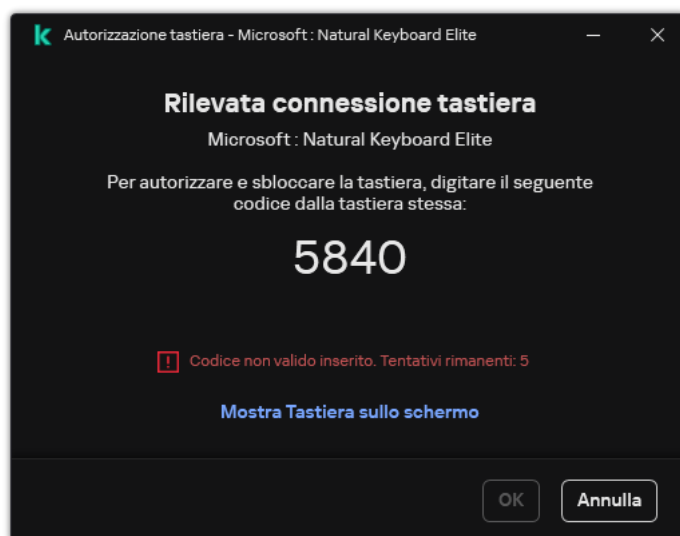 Autorizzazione tastiera - Microsoft : Natural Keyboard Elite
Rilevata connessione tastiera
Microsoft : Natural Keyboard Elite
Per autorizzare e sbloccare la tastiera, digitare il seguente
codice dalla tastiera stessa:
5840
Codice non valido inserito. Tentativi rimanenti: 5
Mostra Tastiera sullo schermo
OK
Annulla